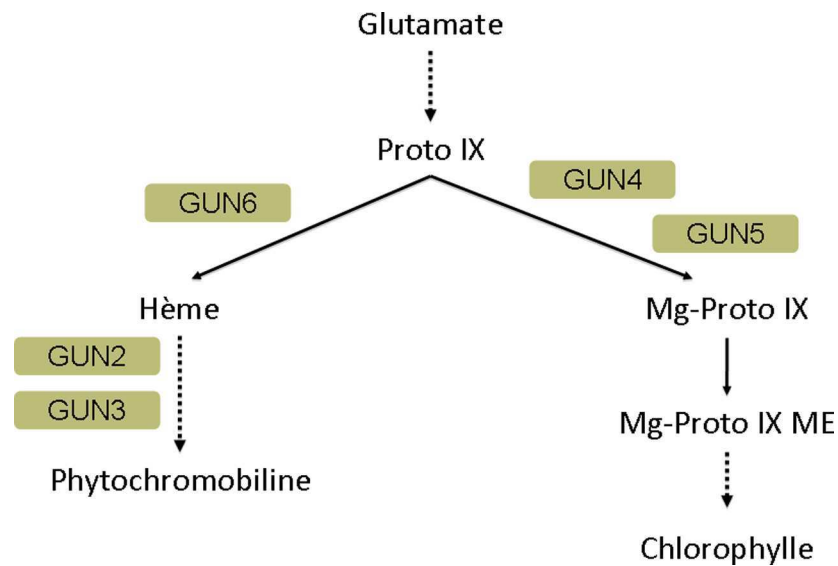 Glutamate
Proto IX
GUN4
GUN6
GUN5
Hème
Mg-Proto IX
GUN2
GUN3
Mg-Proto IX ME
Phytochromobiline
Chlorophylle